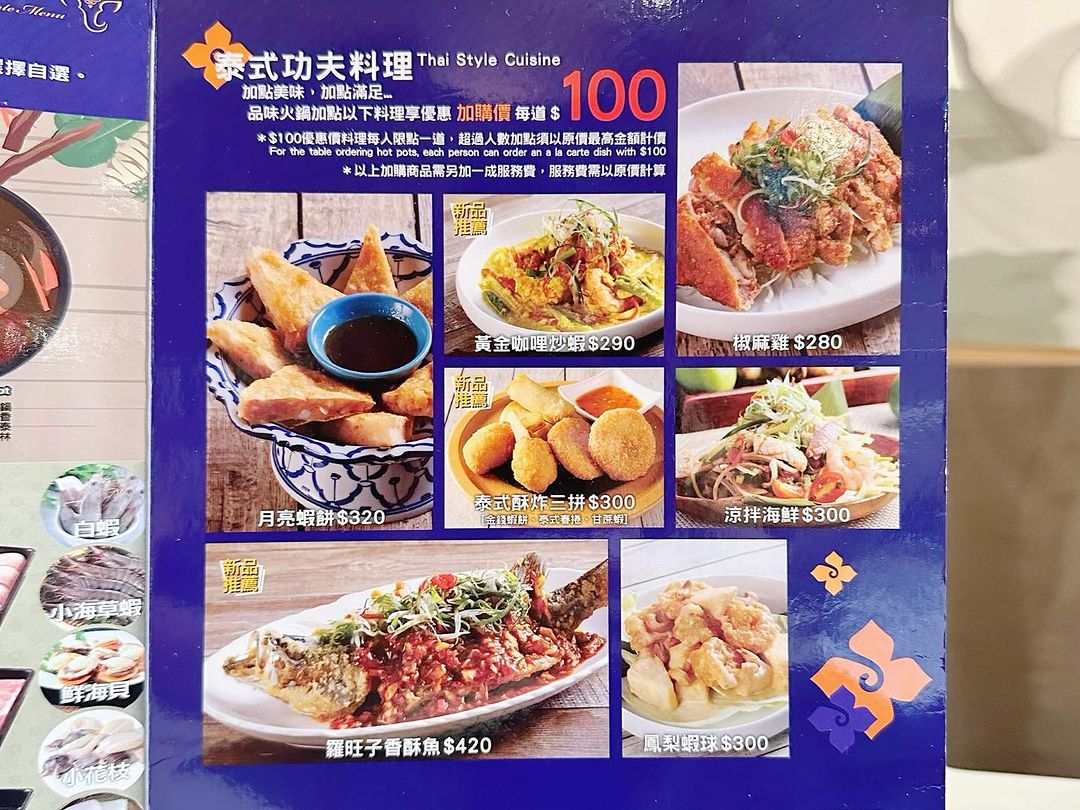 泰式功夫料理 Thai Style Cuisine
加點美味，加點滿足...
品味火鍋加點以下料理享優惠 加購價 每道 $100
＊$100優惠價料理每人限點一道，超過人數加點須以原價最高金額計價
For the table ordering hot pots, each person can order an a la carte dish with $100
＊以上加購商品需另加一成服務費，服務費需以原價計算
月亮蝦餅$320
新品推薦
黃金咖哩炒蝦$290
椒麻雞$280
新品推薦
泰式酥炸三拼$300
[金錢蝦餅、泰式春捲、甘蔗蝦]
涼拌海鮮$300
新品推薦
羅旺子香酥魚$420
鳳梨蝦球$300
Menu
擇自選。
白蝦
小海草蝦
鮮海貝
小花枝